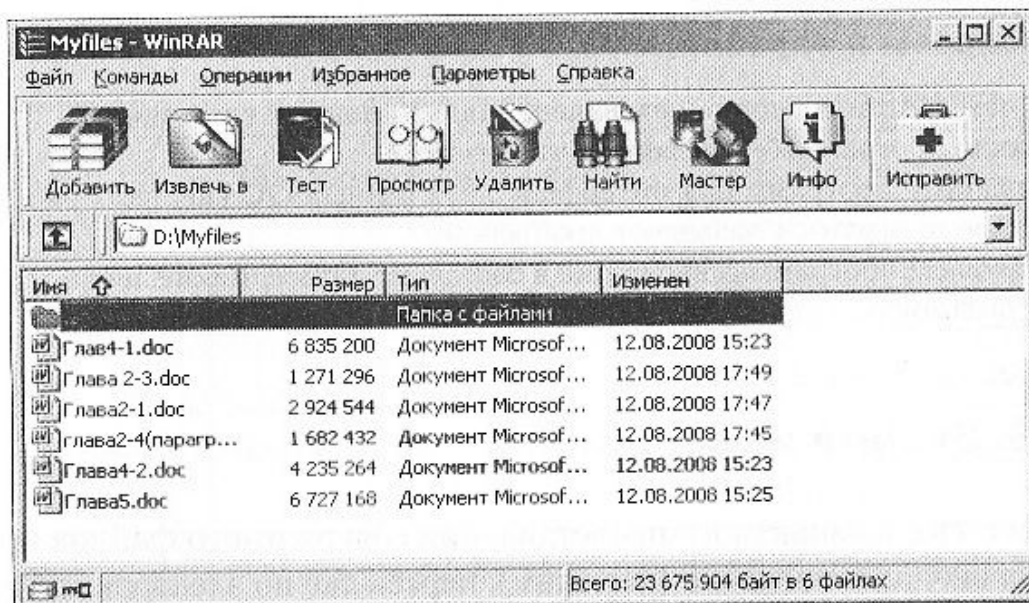 Myfiles - WinRAR
Файл Команды Операции Избранное Параметры Справка
Добавить Извлечь в Тест Просмотр Удалить Найти Мастер Инфо Исправить
D:\Myfiles
Имя Размер Тип Изменен
Папка с файлами
Глав4-1.doc 6 835 200 Документ Microsof... 12.08.2008 15:23
Глава 2-3.doc 1 271 296 Документ Microsof... 12.08.2008 17:49
Глава2-1.doc 2 924 544 Документ Microsof... 12.08.2008 17:47
глава2-4(парагр... 1 682 432 Документ Microsof... 12.08.2008 17:45
Глава4-2.doc 4 235 264 Документ Microsof... 12.08.2008 15:23
Глава5.doc 6 727 168 Документ Microsof... 12.08.2008 15:25
Всего: 23 675 904 байт в 6 файлах